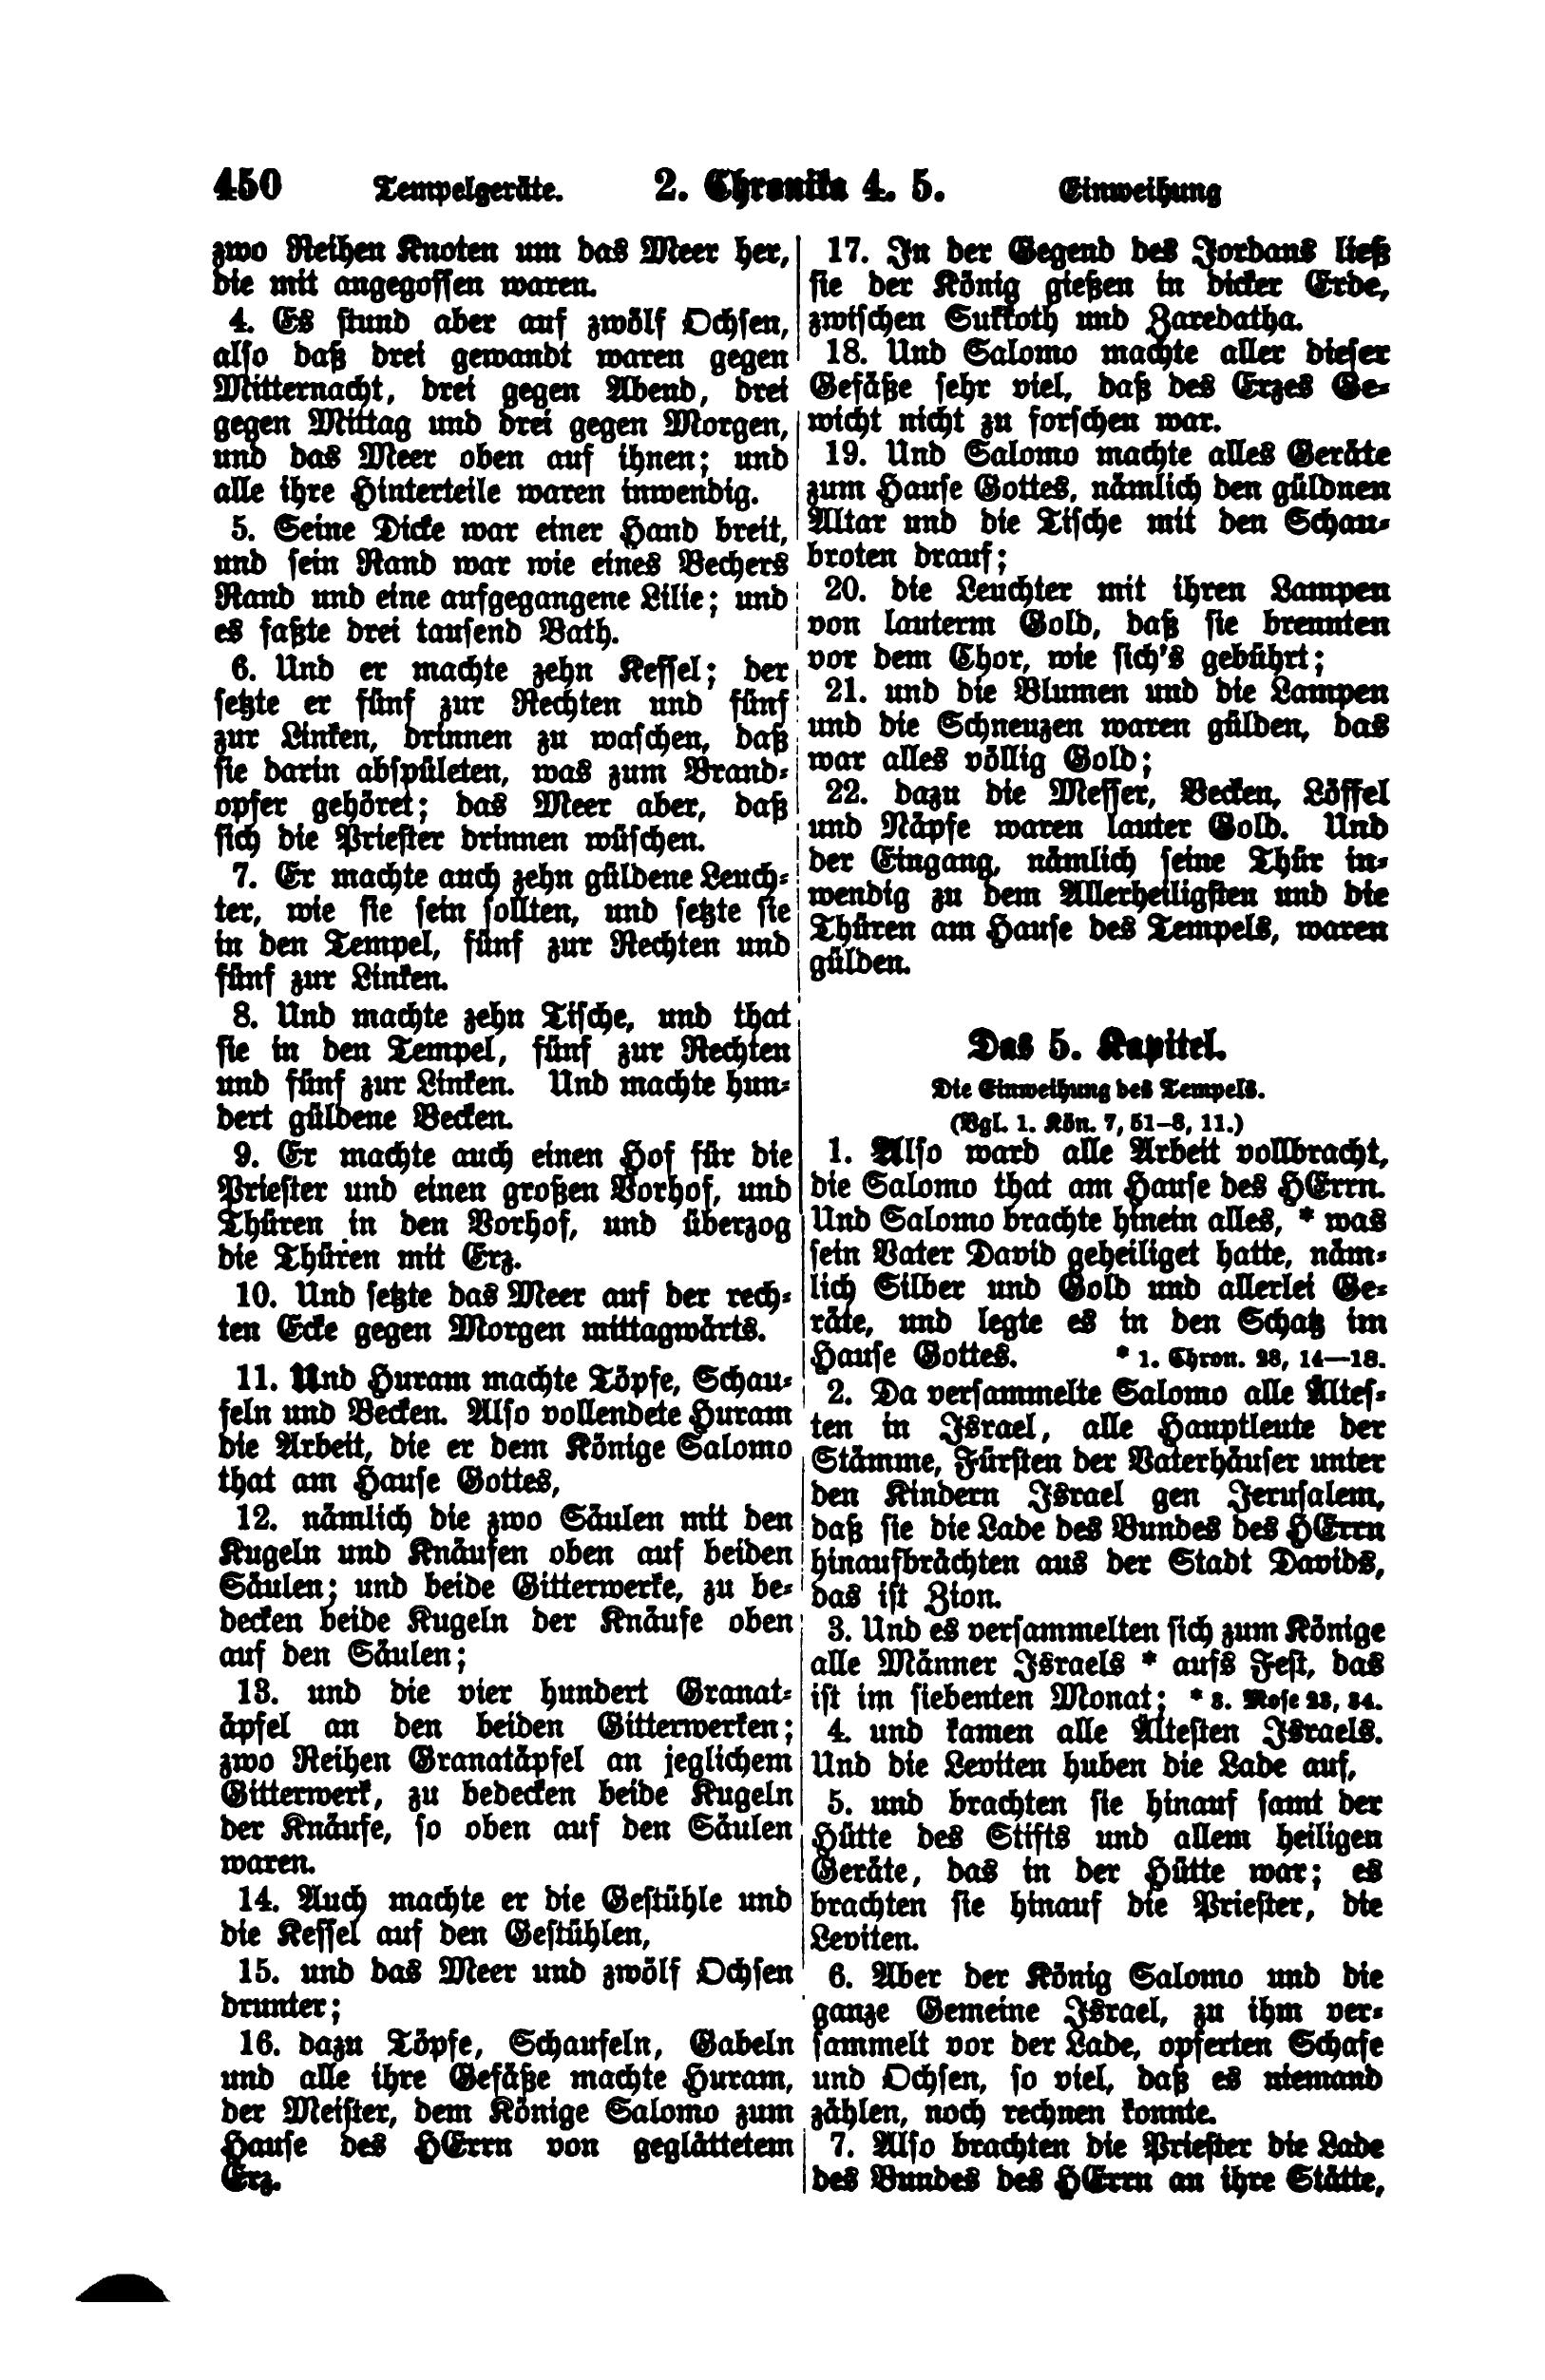 450 Tempelgeräte. 2. Chronika 4. 5. Einweihung
zwo Reihen Knoten um das Meer her,
die mit angegossen waren.
4. Es stund aber auf zwölf Ochsen,
also daß drei gewandt waren gegen
Mitternacht, drei gegen Abend, drei
gegen Mittag und drei gegen Morgen,
und das Meer oben auf ihnen; und
alle ihre Hinterteile waren inwendig.
5. Seine Dicke war einer Hand breit,
und sein Rand war wie eines Bechers
Rand und eine aufgegangene Lilie; und
es faßte drei tausend Bath.
6. Und er machte zehn Kessel; der
setzte er fünf zur Rechten und fünf
zur Linken, drinnen zu waschen, daß
sie darin abspületen, was zum Brand-
opfer gehöret; das Meer aber, daß
sich die Priester drinnen wüschen.
7. Er machte auch zehn güldene Leuch-
ter, wie sie sein sollten, und setzte sie
in den Tempel, fünf zur Rechten und
fünf zur Linken.
8. Und machte zehn Tische, und that
sie in den Tempel, fünf zur Rechten
und fünf zur Linken. Und machte hun-
dert güldene Becken.
9. Er machte auch einen Hof für die
Priester und einen großen Vorhof, und
Thüren in den Vorhof, und überzog
die Thüren mit Erz.
10. Und setzte das Meer auf der rech-
ten Ecke gegen Morgen mittagwärts.
11. Und Huram machte Töpfe, Schau-
feln und Becken. Also vollendete Huram
die Arbeit, die er dem Könige Salomo
that am Hause Gottes,
12. nämlich die zwo Säulen mit den
Kugeln und Knäufen oben auf beiden
Säulen; und beide Gitterwerke, zu be-
decken beide Kugeln der Knäufe oben
auf den Säulen;
13. und die vier hundert Granat-
äpfel an den beiden Gitterwerken;
zwo Reihen Granatäpfel an jeglichem
Gitterwerk, zu bedecken beide Kugeln
der Knäufe, so oben auf den Säulen
waren.
14. Auch machte er die Gestühle und
die Kessel auf den Gestühlen,
15. und das Meer und zwölf Ochsen
drunter;
16. dazu Töpfe, Schaufeln, Gabeln
und alle ihre Gefäße machte Huram,
der Meister, dem Könige Salomo zum
Hause des HErrn von geglättetem
Erz.
17. In der Gegend des Jordans ließ
sie der König gießen in dicker Erde,
zwischen Sukkoth und Zaredatha.
18. Und Salomo machte aller dieser
Gefäße sehr viel, daß des Erzes Ge-
wicht nicht zu forschen war.
19. Und Salomo machte alles Geräte
zum Hause Gottes, nämlich den güldnen
Altar und die Tische mit den Schau-
broten drauf;
20. die Leuchter mit ihren Lampen
von lauterm Gold, daß sie brennten
vor dem Chor, wie sich's gebührt;
21. und die Blumen und die Lampen
und die Schneuzen waren gülden, das
war alles völlig Gold;
22. dazu die Messer, Becken, Löffel
und Näpfe waren lauter Gold. Und
der Eingang, nämlich seine Thür in-
wendig zu dem Allerheiligsten und die
Thüren am Hause des Tempels, waren
gülden.
Das 5. Kapitel.
Die Einweihung des Tempels.
(Vgl. 1. Kön. 7, 51–8, 11.)
1. Also ward alle Arbeit vollbracht,
die Salomo that am Hause des HErrn.
Und Salomo brachte hinein alles, * was
sein Vater David geheiliget hatte, näm-
lich Silber und Gold und allerlei Ge-
räte, und legte es in den Schatz im
Hause Gottes. * 1. Chron. 28, 14–18.
2. Da versammelte Salomo alle Ältes-
ten in Israel, alle Hauptleute der
Stämme, Fürsten der Vaterhäuser unter
den Kindern Israel gen Jerusalem,
daß sie die Lade des Bundes des HErrn
hinaufbrächten aus der Stadt Davids,
das ist Zion.
3. Und es versammelten sich zum Könige
alle Männer Israels * aufs Fest, das
ist im siebenten Monat; * 3. Mose 23, 34.
4. und kamen alle Ältesten Israels.
Und die Leviten huben die Lade auf,
5. und brachten sie hinauf samt der
Hütte des Stifts und allem heiligen
Geräte, das in der Hütte war; es
brachten sie hinauf die Priester, die
Leviten.
6. Aber der König Salomo und die
ganze Gemeine Israel, zu ihm ver-
sammelt vor der Lade, opferten Schafe
und Ochsen, so viel, daß es niemand
zählen, noch rechnen konnte.
7. Also brachten die Priester die Lade
des Bundes des HErrn an ihre Stätte,